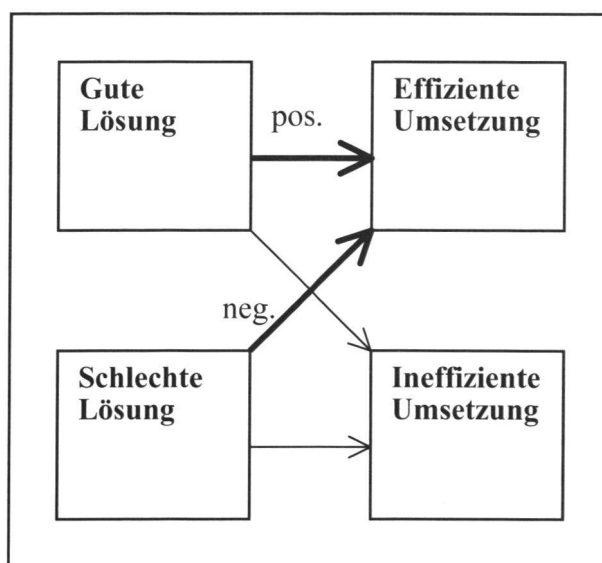 Gute
Lösung
pos.
Effiziente
Umsetzung
neg.
Schlechte
Lösung
Ineffiziente
Umsetzung